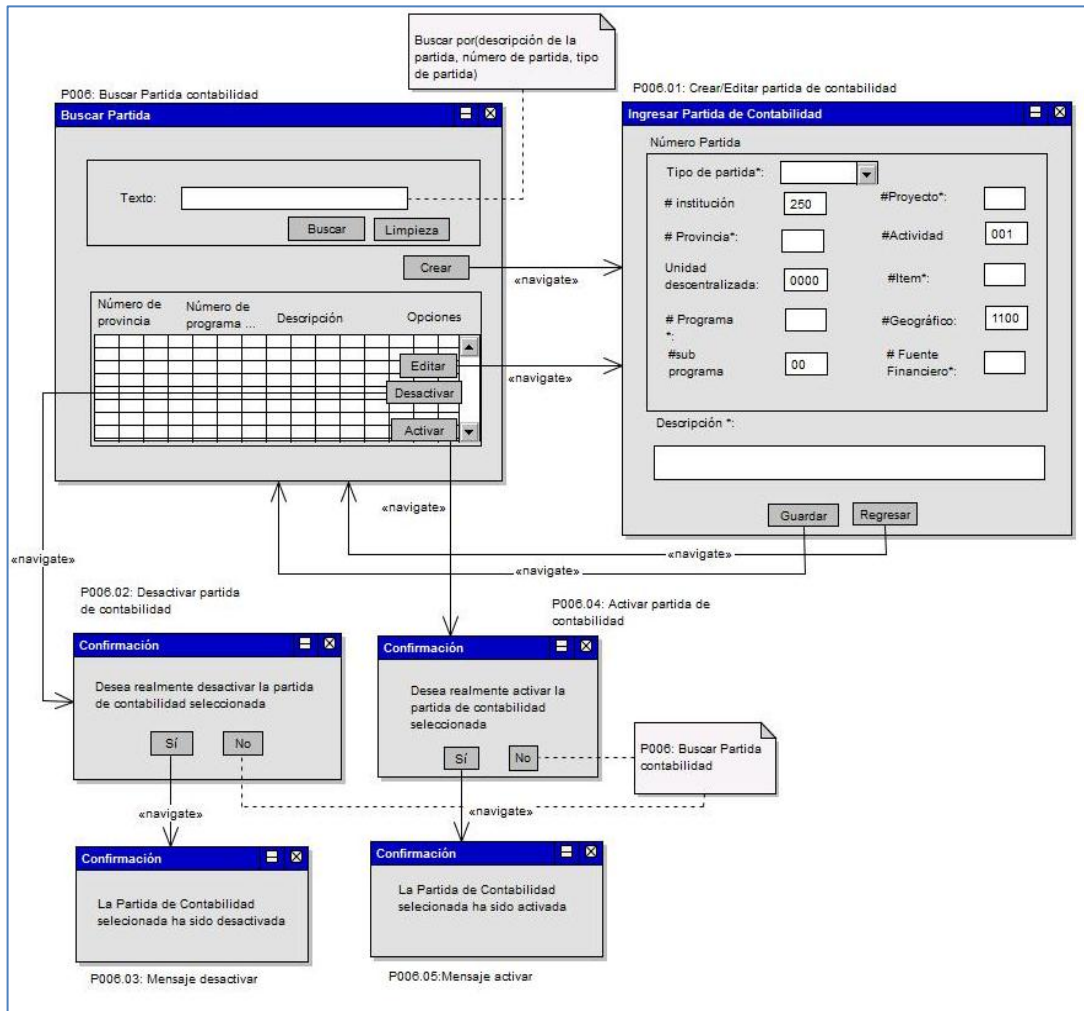 Buscar por(descripción de la
partida, número de partida, tipo
de partida)
P006: Buscar Partida contabilidad
Buscar Partida
Texto:
Buscar
Limpieza
Crear
«navigate»
Número de
provincia
Número de
programa ...
Descripción
Opciones
Editar
«navigate»
Desactivar
Activar
P006.01: Crear/Editar partida de contabilidad
Ingresar Partida de Contabilidad
Número Partida
Tipo de partida*:
# institución
250
#Proyecto*:
# Provincia*:
#Actividad
001
Unidad
descentralizada:
0000
#Item*:
# Programa
*:
#Geográfico:
1100
#sub
programa
00
# Fuente
Financiero*:
Descripción *:
Guardar
Regresar
«navigate»
«navigate»
«navigate»
«navigate»
P006.02: Desactivar partida
de contabilidad
Confirmación
Desea realmente desactivar la partida
de contabilidad seleccionada
Sí
No
P006.04: Activar partida de
contabilidad
Confirmación
Desea realmente activar la
partida de contabilidad
seleccionada
Sí
No
P006: Buscar Partida
contabilidad
«navigate»
«navigate»
Confirmación
La Partida de Contabilidad
selecionada ha sido desactivada
P006.03: Mensaje desactivar
Confirmación
La Partida de Contabilidad
selecionada ha sido activada
P006.05:Mensaje activar